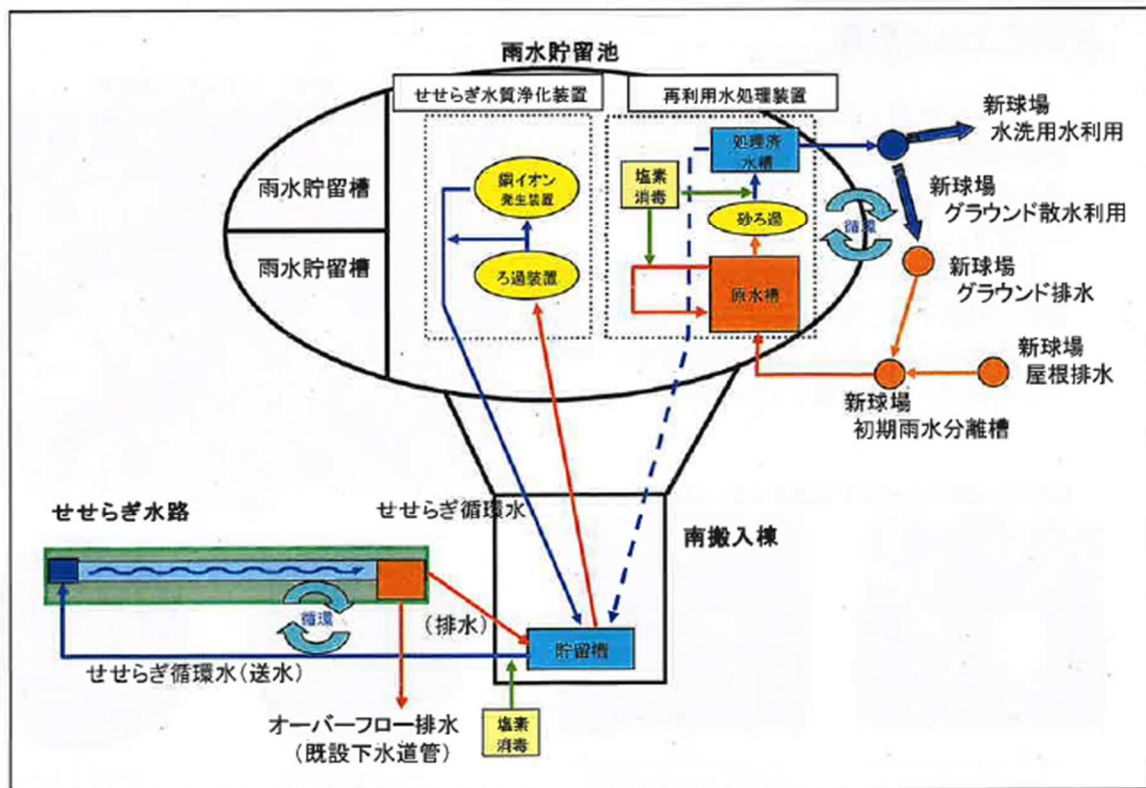 雨水貯留池
せせらぎ水質浄化装置
再利用水処理装置
雨水貯留槽
雨水貯留槽
銅イオン
発生装置
ろ過装置
塩素
消毒
処理済
水槽
砂ろ過
原水槽
循環
新球場
水洗用水利用
新球場
グラウンド散水利用
新球場
グラウンド排水
新球場
屋根排水
新球場
初期雨水分離槽
せせらぎ循環水
南搬入棟
せせらぎ水路
循環
(排水)
せせらぎ循環水(送水)
貯留槽
オーバーフロー排水
(既設下水道管)
塩素
消毒